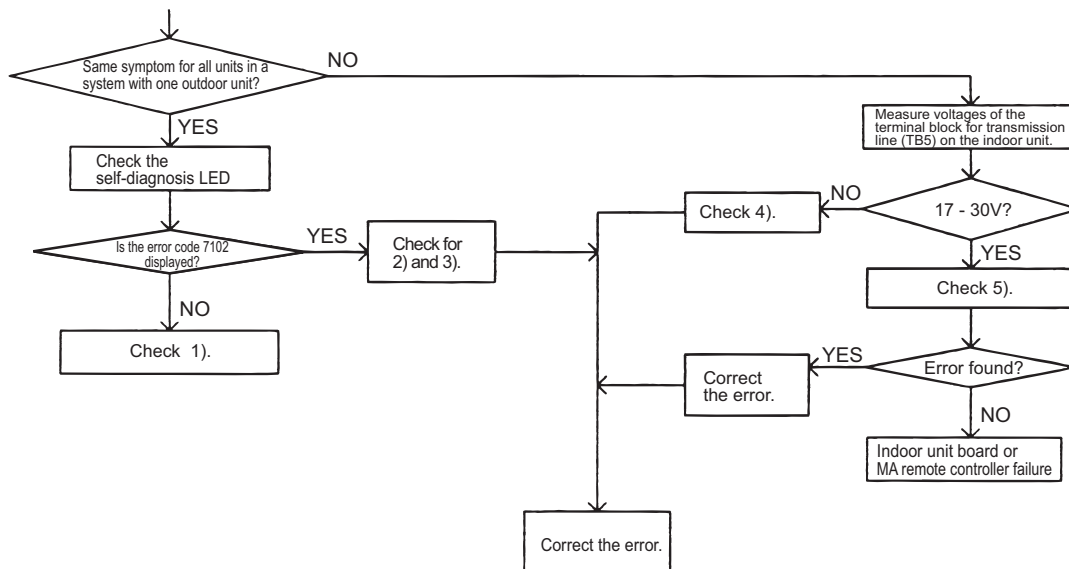 Same symptom for all units in a
system with one outdoor unit?
NO
YES
Check the
self-diagnosis LED
Is the error code 7102
displayed?
YES
Check for
2) and 3).
NO
Check 1).
Measure voltages of the
terminal block for transmission
line (TB5) on the indoor unit.
17 - 30V?
NO
Check 4).
YES
Check 5).
Error found?
YES
Correct
the error.
NO
Indoor unit board or
MA remote controller failure
Correct the error.